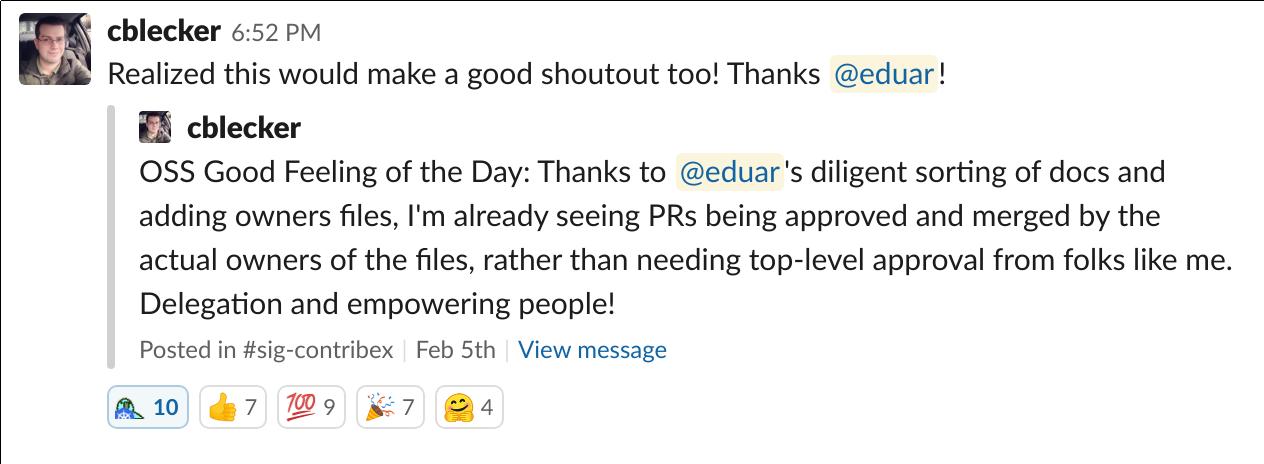 cblecker 6:52 PM
Realized this would make a good shoutout too! Thanks @eduar!
cblecker
OSS Good Feeling of the Day: Thanks to @eduar's diligent sorting of docs and
adding owners files, I'm already seeing PRs being approved and merged by the
actual owners of the files, rather than needing top-level approval from folks like me.
Delegation and empowering people!
Posted in #sig-contribex | Feb 5th | View message
10 7 💯 9 7 4